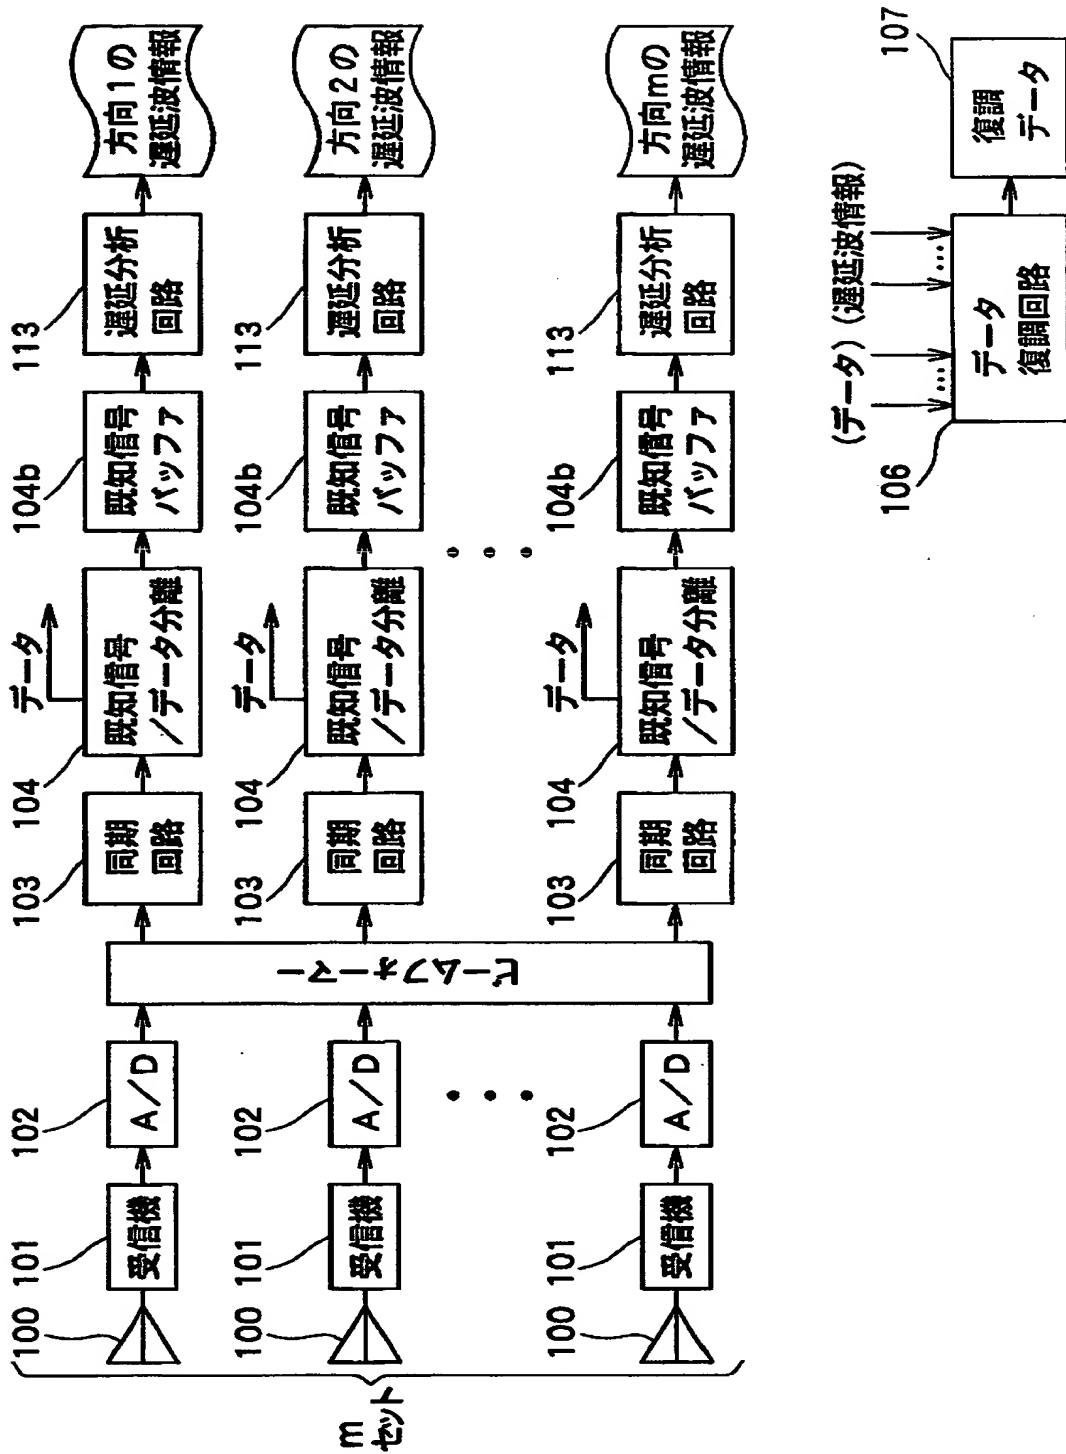 m
セット
100
101
受信機
102
A/D
ビームフォーマー
103
同期
回路
104
既知信号
/データ分離
データ
104b
既知信号
バッファ
113
遅延分析
回路
方向1の
遅延波情報
100
101
受信機
102
A/D
103
同期
回路
104
既知信号
/データ分離
データ
104b
既知信号
バッファ
113
遅延分析
回路
方向2の
遅延波情報
100
101
受信機
102
A/D
103
同期
回路
104
既知信号
/データ分離
データ
104b
既知信号
バッファ
113
遅延分析
回路
方向mの
遅延波情報
(データ) (遅延波情報)
106
データ
復調回路
107
復調
データ